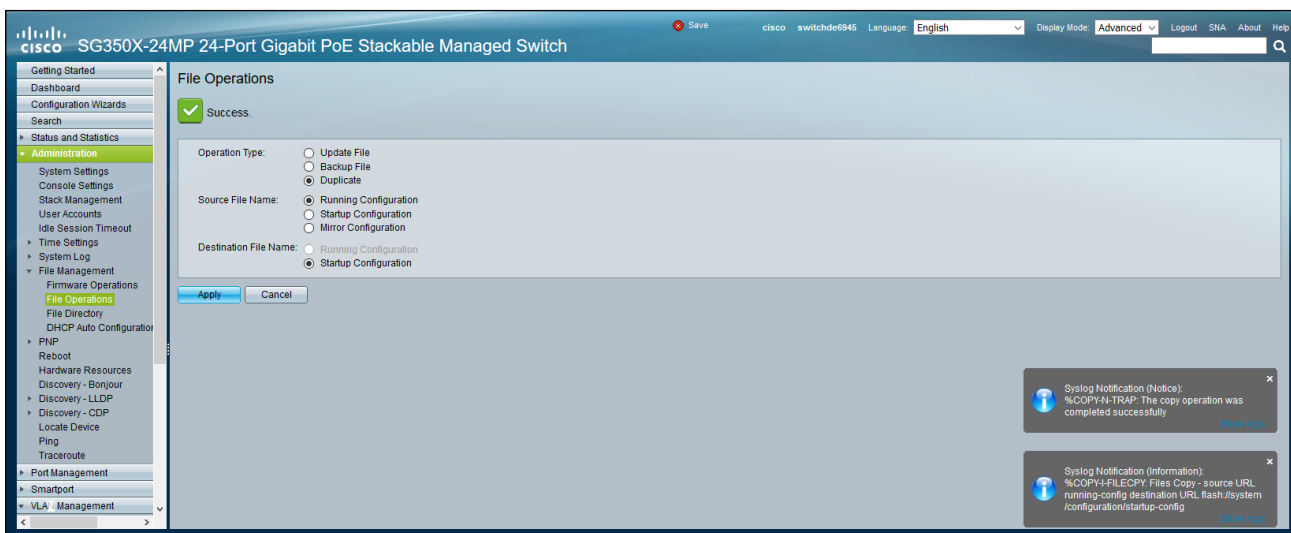 Save
cisco switchde6945 Language: English Display Mode: Advanced Logout SNA About Help
CISCO SG350X-24MP 24-Port Gigabit PoE Stackable Managed Switch
Getting Started
Dashboard
Configuration Wizards
Search
Status and Statistics
Administration
System Settings
Console Settings
Stack Management
User Accounts
Idle Session Timeout
Time Settings
System Log
File Management
Firmware Operations
File Operations
File Directory
DHCP Auto Configuration
PNP
Reboot
Hardware Resources
Discovery - Bonjour
Discovery - LLDP
Discovery - CDP
Locate Device
Ping
Traceroute
Port Management
Smartport
VLAN Management
File Operations
Success.
Operation Type: Update File
Backup File
Duplicate
Source File Name: Running Configuration
Startup Configuration
Mirror Configuration
Destination File Name: Running Configuration
Startup Configuration
Apply Cancel
Syslog Notification (Notice):
%COPY-N-TRAP: The copy operation was
completed successfully
Syslog Notification (Information):
%COPY-I-FILECPY: Files Copy - source URL
running-config destination URL flash://system
/configuration/startup-config